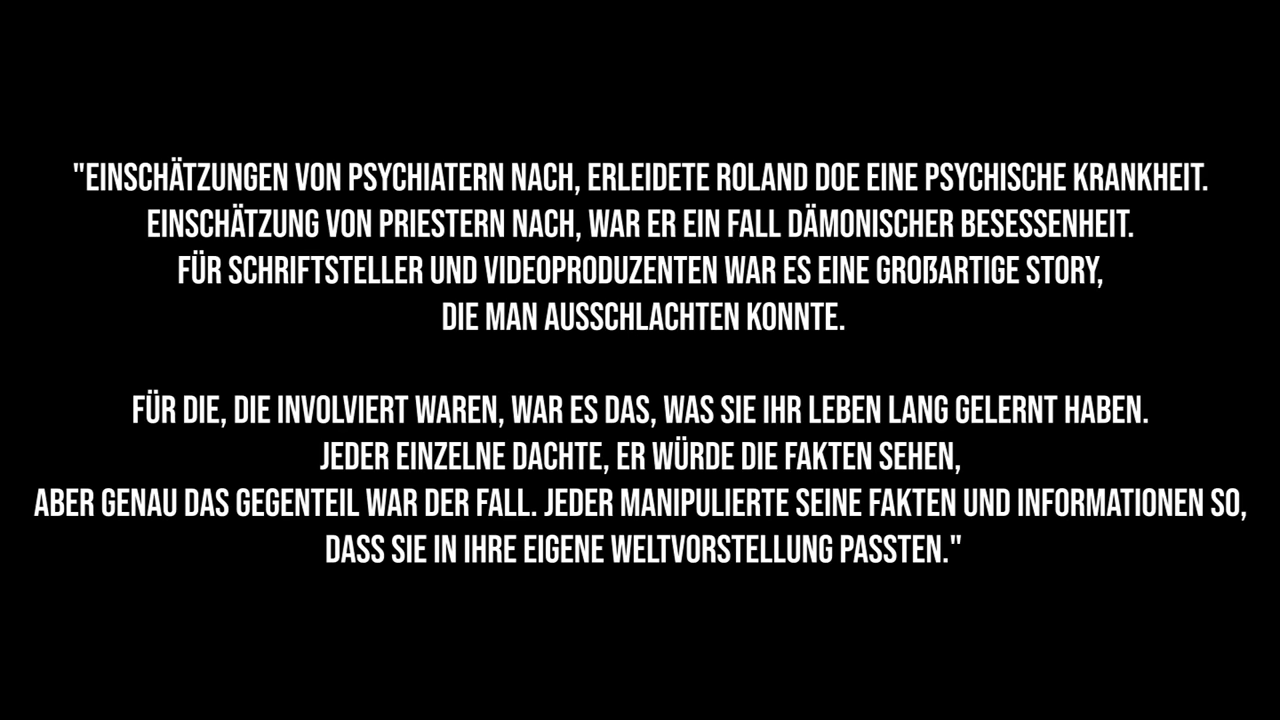 "EINSCHÄTZUNGEN VON PSYCHIATERN NACH, ERLEIDETE ROLAND DOE EINE PSYCHISCHE KRANKHEIT.
EINSCHÄTZUNG VON PRIESTERN NACH, WAR ER EIN FALL DÄMONISCHER BESESSENHEIT.
FÜR SCHRIFTSTELLER UND VIDEOPRODUZENTEN WAR ES EINE GROßARTIGE STORY,
DIE MAN AUSSCHLACHTEN KONNTE.
FÜR DIE, DIE INVOLVIERT WAREN, WAR ES DAS, WAS SIE IHR LEBEN LANG GELERNT HABEN.
JEDER EINZELNE DACHTE, ER WÜRDE DIE FAKTEN SEHEN,
ABER GENAU DAS GEGENTEIL WAR DER FALL. JEDER MANIPULIERTE SEINE FAKTEN UND INFORMATIONEN SO,
DASS SIE IN IHRE EIGENE WELTVORSTELLUNG PASSTEN."